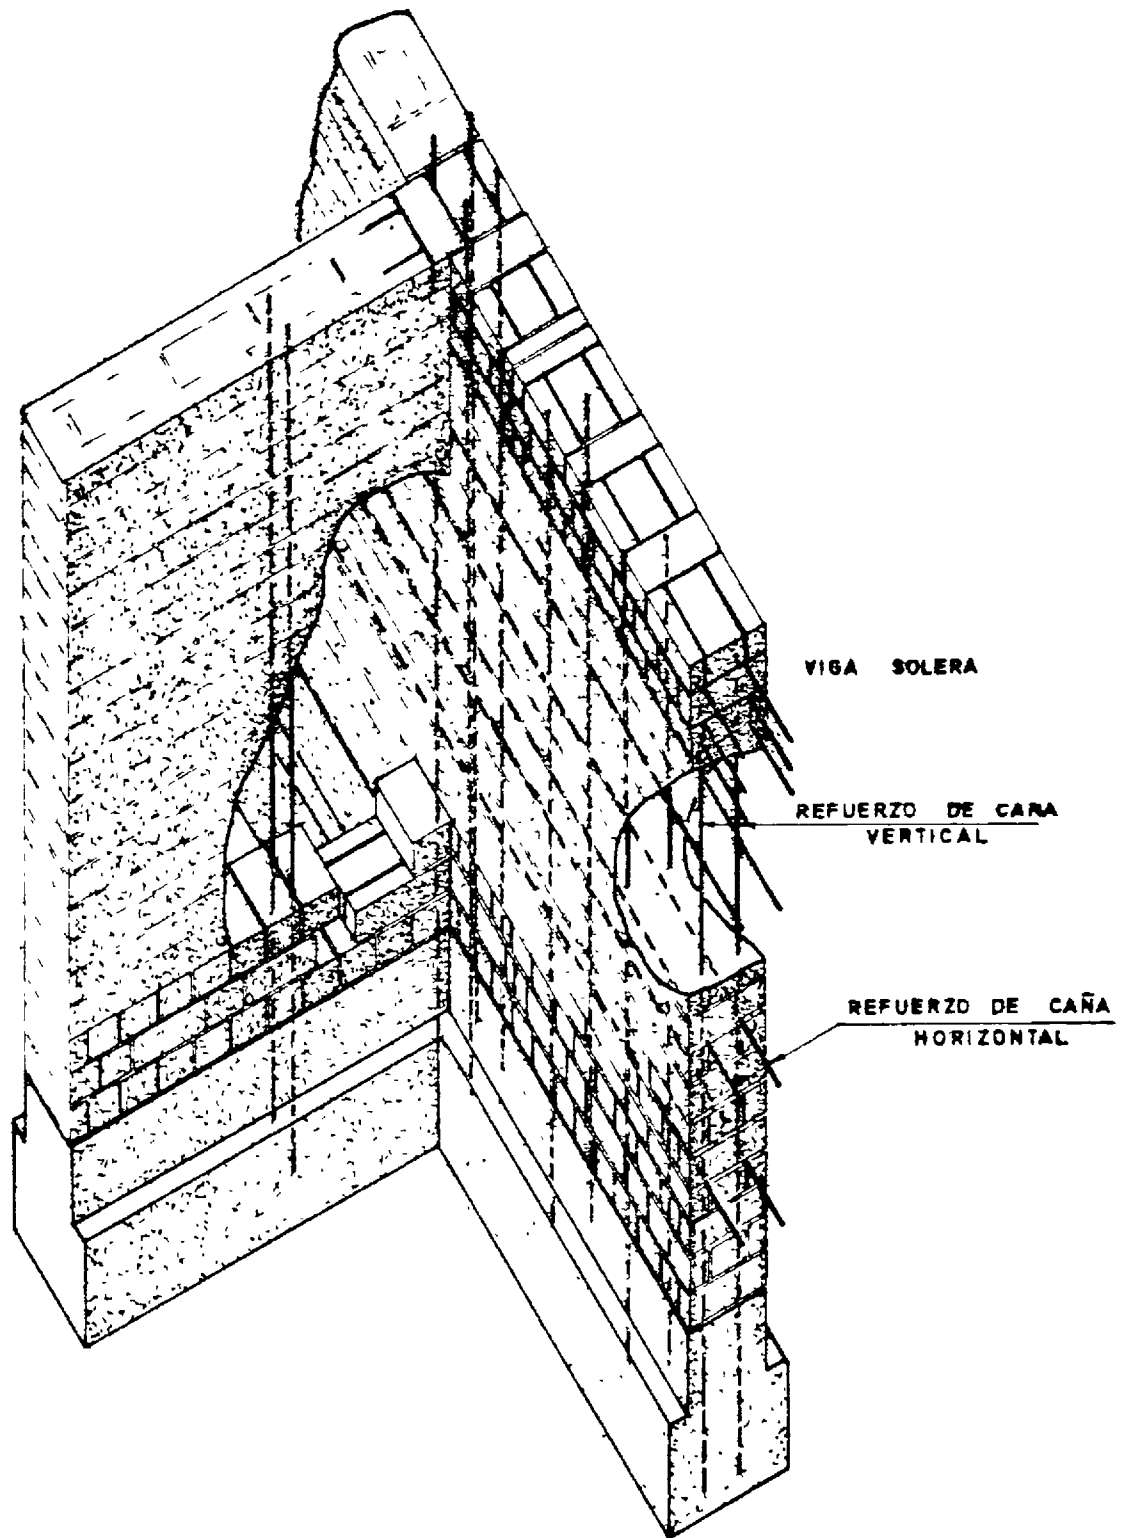 VIGA SOLERA
REFUERZO DE CAÑA
VERTICAL
REFUERZO DE CAÑA
HORIZONTAL